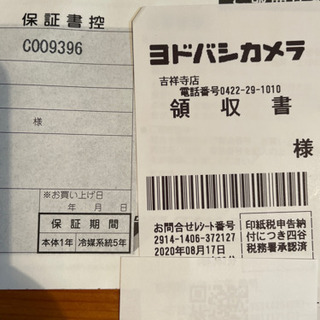 保証書控
C009396
様
※お買い上げ日
年 月 日
保証期間
本体1年 冷媒系統5年
ヨドバシカメラ
吉祥寺店
電話番号0422-29-1010
領収書
様
お問合せレシート番号
2914-1406-372127
2020年08月17日
印紙税申告納
付につき四谷
税務署承認済